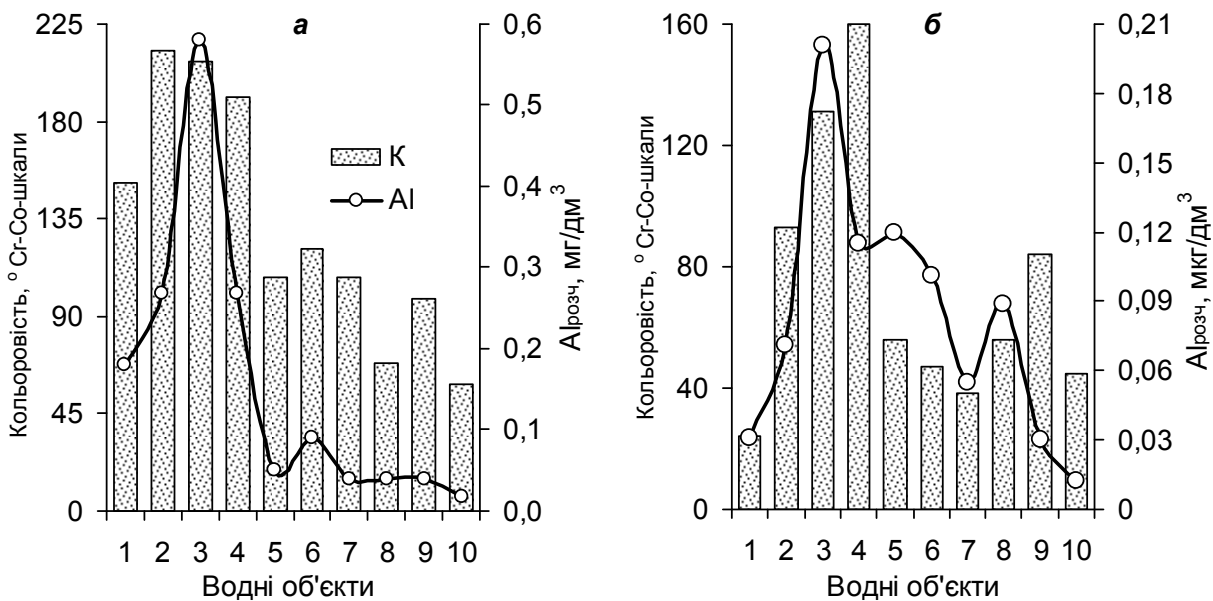 а
Кольоровість, ° Cr-Co-шкали
225
180
135
90
45
0
К
Al
0,6
0,5
0,4
0,3
0,2
0,1
0,0
Alрозч, мг/дм³
1 2 3 4 5 6 7 8 9 10
Водні об'єкти
б
Кольоровість, ° Cr-Co-шкали
160
120
80
40
0
0,21
0,18
0,15
0,12
0,09
0,06
0,03
0
Alрозч, мкг/дм³
1 2 3 4 5 6 7 8 9 10
Водні об'єкти